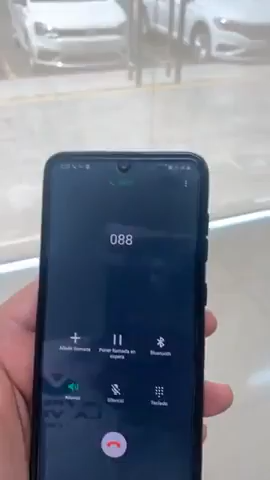 088
Añadir llamada
Poner llamada en
espera
Bluetooth
Altavoz
Silenciar
Teclado